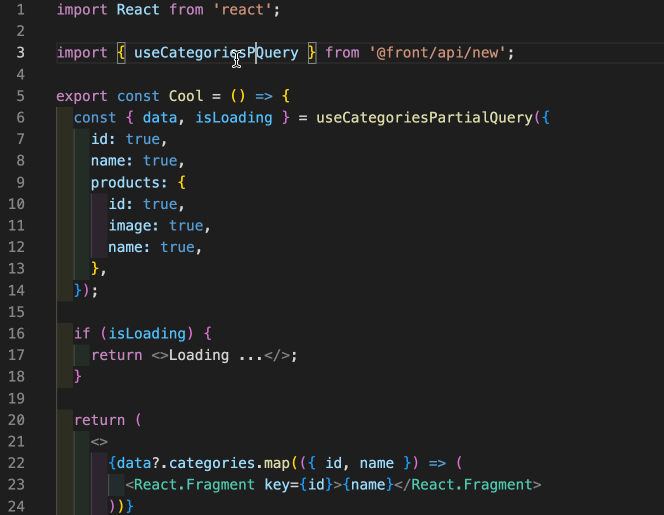 1 import React from 'react';
2
3 import { useCategoriesPQuery } from '@front/api/new';
4
5 export const Cool = () => {
6 const { data, isLoading } = useCategoriesPartialQuery({
7 id: true,
8 name: true,
9 products: {
10 id: true,
11 image: true,
12 name: true,
13 },
14 });
15
16 if (isLoading) {
17 return <>Loading ...</>;
18 }
19
20 return (
21 <>
22 {data?.categories.map(({ id, name }) => (
23 <React.Fragment key={id}>{name}</React.Fragment>
24 ))}